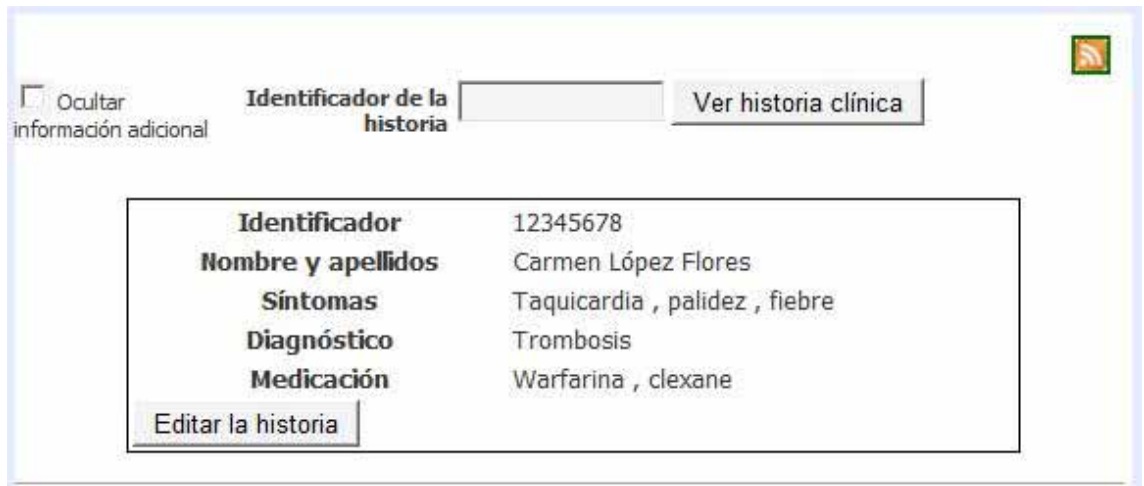 Ocultar
información adicional
Identificador de la
historia
Ver historia clínica
Identificador 12345678
Nombre y apellidos Carmen López Flores
Síntomas Taquicardia , palidez , fiebre
Diagnóstico Trombosis
Medicación Warfarina , clexane
Editar la historia